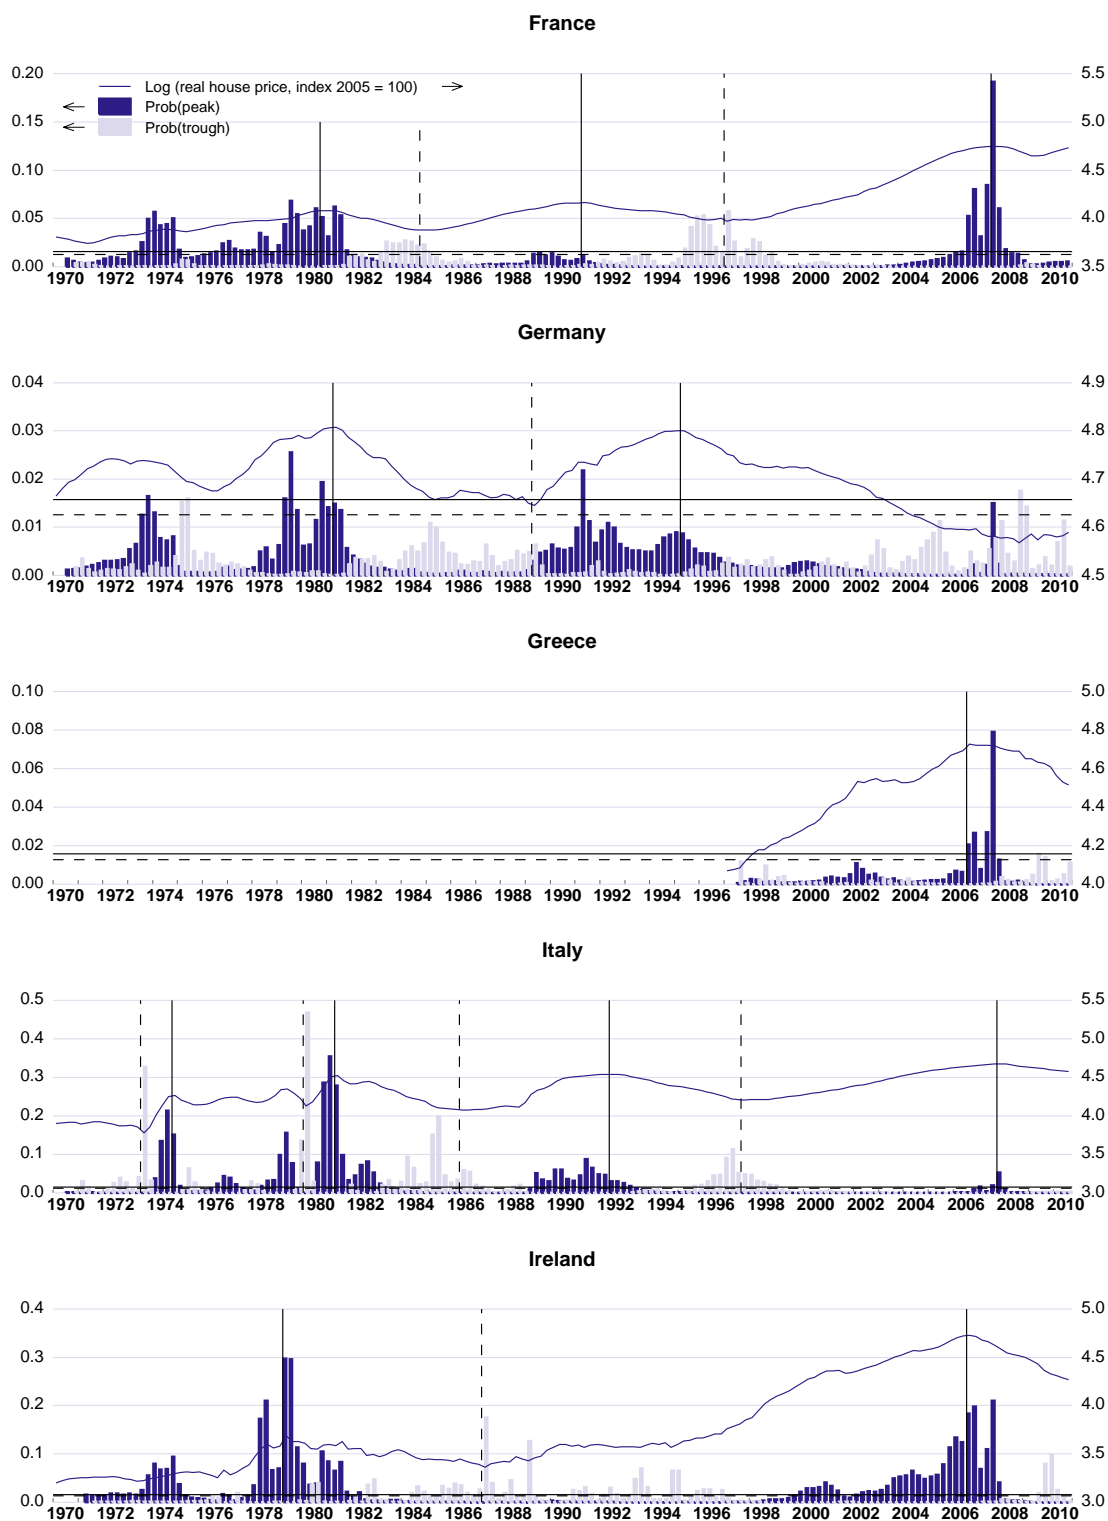 France
0.20 5.5
Log (real house price, index 2005 = 100) →
← Prob(peak)
0.15 5.0
← Prob(trough)
0.10 4.5
0.05 4.0
0.00 3.5
1970 1972 1974 1976 1978 1980 1982 1984 1986 1988 1990 1992 1994 1996 1998 2000 2002 2004 2006 2008 2010
Germany
0.04 4.9
0.03 4.8
0.02 4.7
0.01 4.6
0.00 4.5
1970 1972 1974 1976 1978 1980 1982 1984 1986 1988 1990 1992 1994 1996 1998 2000 2002 2004 2006 2008 2010
Greece
0.10 5.0
0.08 4.8
0.06 4.6
0.04 4.4
0.02 4.2
0.00 4.0
1970 1972 1974 1976 1978 1980 1982 1984 1986 1988 1990 1992 1994 1996 1998 2000 2002 2004 2006 2008 2010
Italy
0.5 5.5
0.4 5.0
0.3 4.5
0.2 4.0
0.1 3.5
0.0 3.0
1970 1972 1974 1976 1978 1980 1982 1984 1986 1988 1990 1992 1994 1996 1998 2000 2002 2004 2006 2008 2010
Ireland
0.4 5.0
0.3 4.5
0.2 4.0
0.1 3.5
0.0 3.0
1970 1972 1974 1976 1978 1980 1982 1984 1986 1988 1990 1992 1994 1996 1998 2000 2002 2004 2006 2008 2010